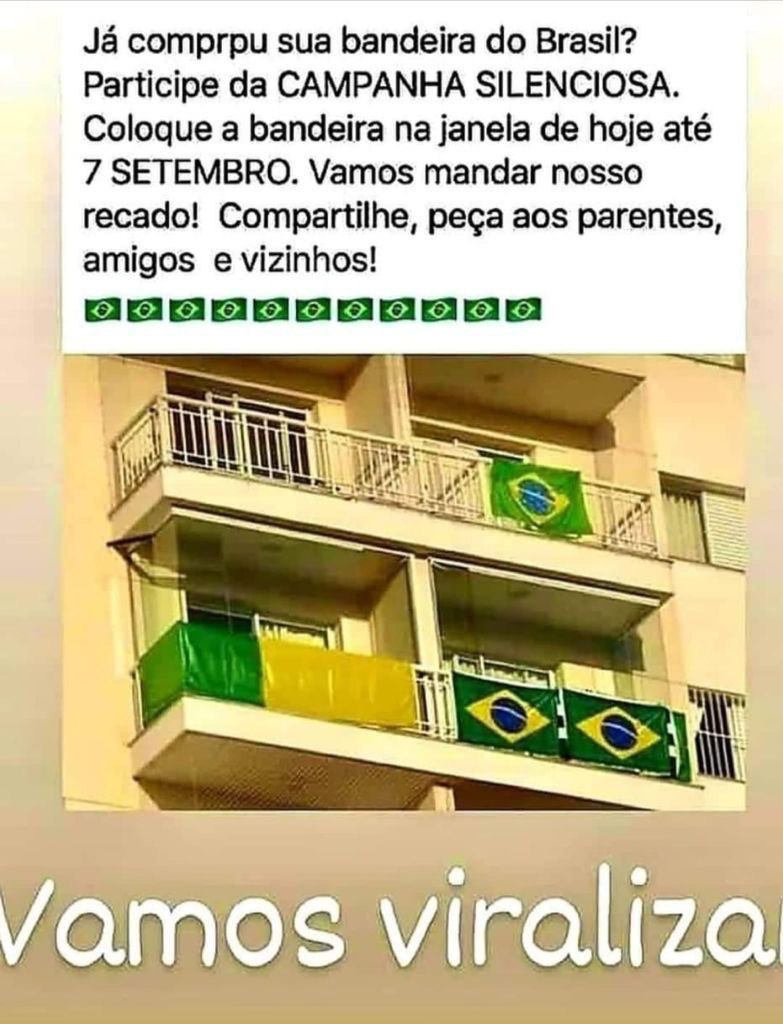 Já comprpu sua bandeira do Brasil?
Participe da CAMPANHA SILENCIOSA.
Coloque a bandeira na janela de hoje até
7 SETEMBRO. Vamos mandar nosso
recado! Compartilhe, peça aos parentes,
amigos e vizinhos!
🇧🇷🇧🇷🇧🇷🇧🇷🇧🇷🇧🇷🇧🇷🇧🇷🇧🇷🇧🇷🇧🇷
Vamos viralizar